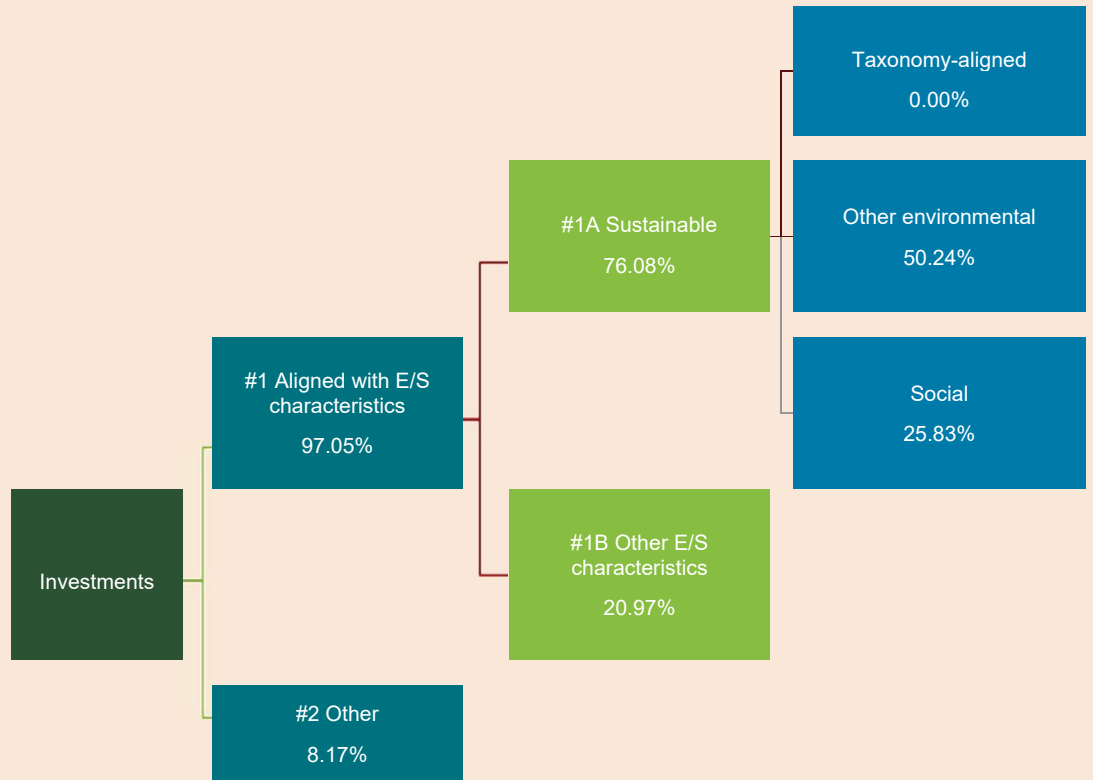 Taxonomy-aligned
0.00%
#1A Sustainable
76.08%
Other environmental
50.24%
#1 Aligned with E/S
characteristics
97.05%
Social
25.83%
Investments
#1B Other E/S
characteristics
20.97%
#2 Other
8.17%